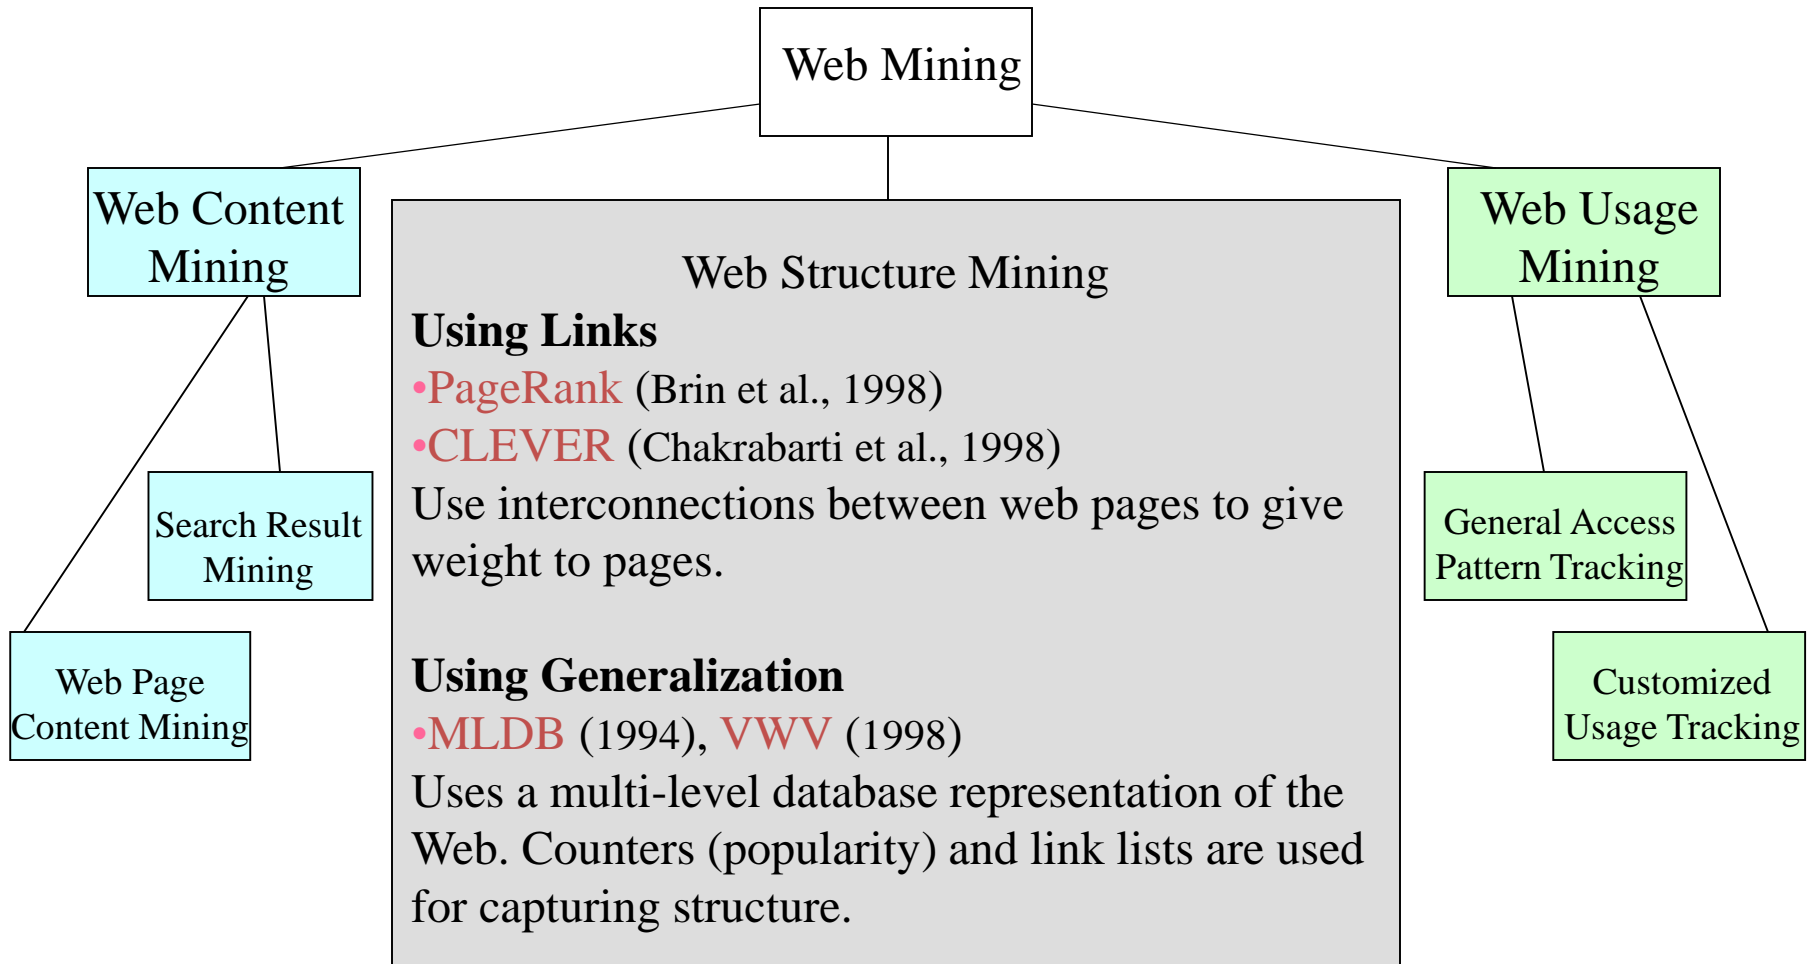 Web Mining
Web Content
Mining
Web Structure Mining
Using Links
•PageRank (Brin et al., 1998)
•CLEVER (Chakrabarti et al., 1998)
Use interconnections between web pages to give
weight to pages.
Using Generalization
•MLDB (1994), VWV (1998)
Uses a multi-level database representation of the
Web. Counters (popularity) and link lists are used
for capturing structure.
Web Usage
Mining
Search Result
Mining
Web Page
Content Mining
General Access
Pattern Tracking
Customized
Usage Tracking